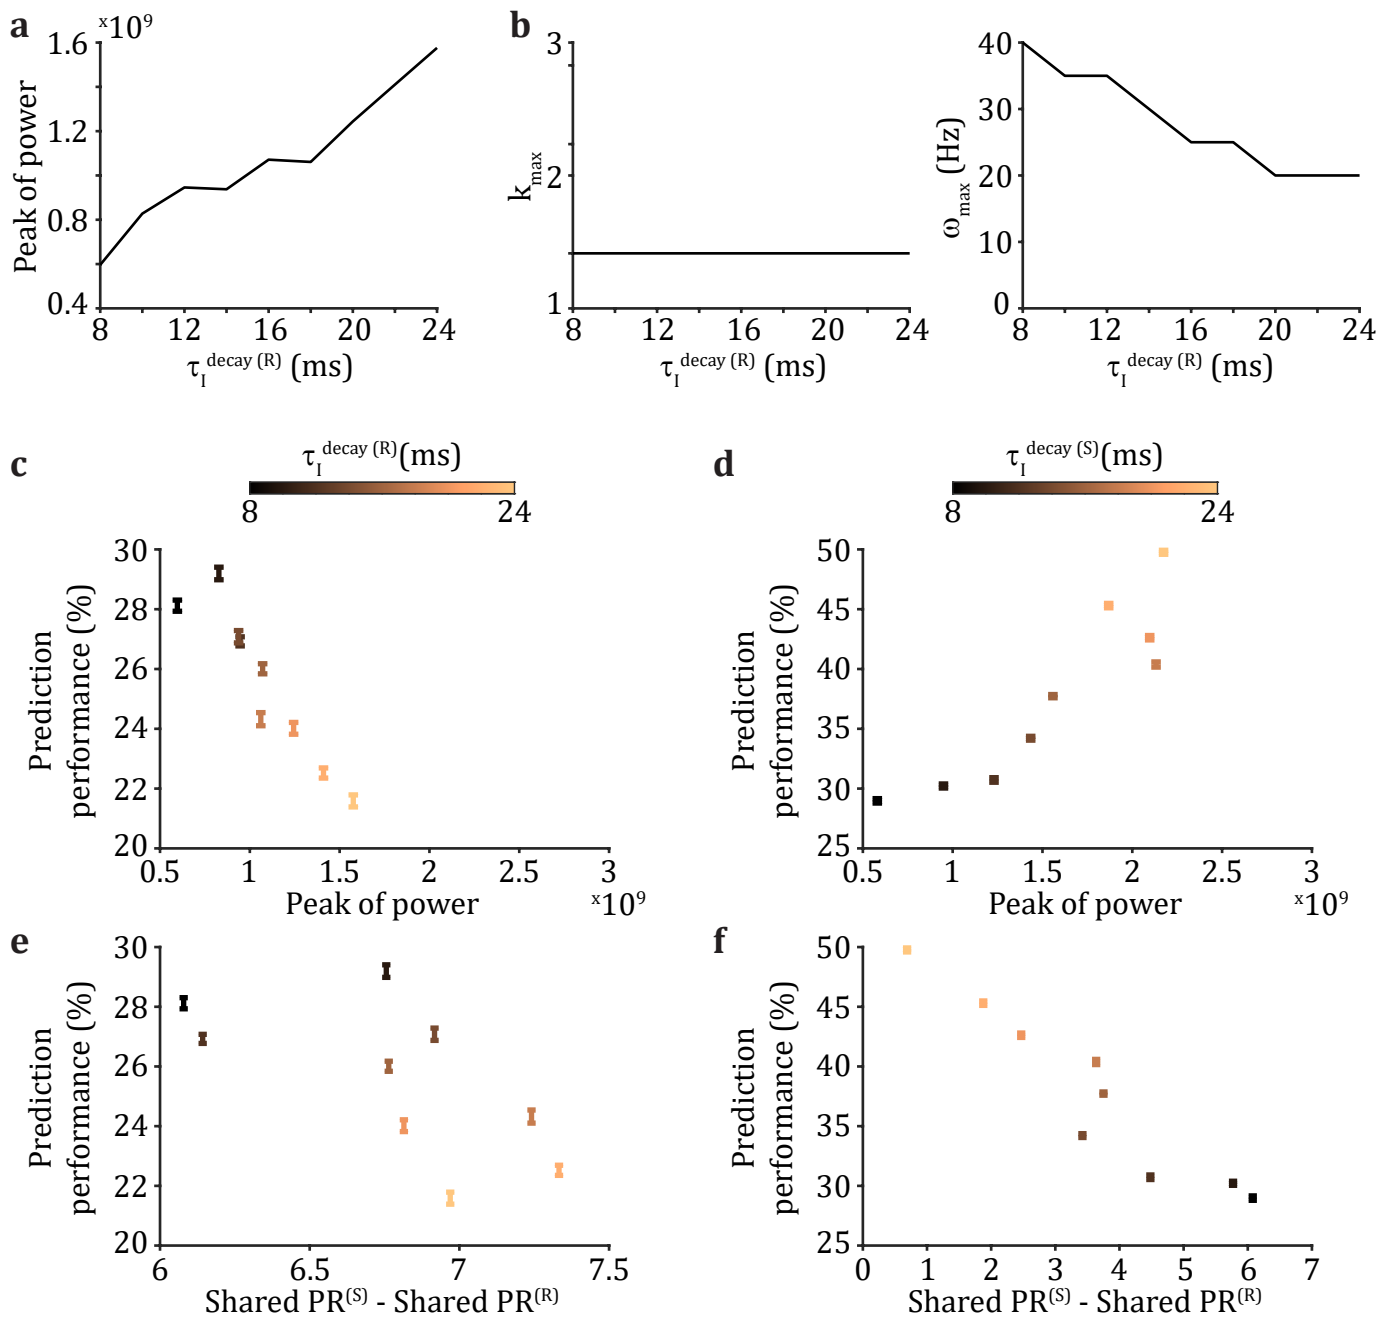 a
x10^9
1.6
1.2
0.8
0.4
Peak of power
8 12 16 20 24
τ_I^decay (R) (ms)
b
3
2
1
k_max
8 12 16 20 24
τ_I^decay (R) (ms)
40
30
20
10
0
ω_max (Hz)
8 12 16 20 24
τ_I^decay (R) (ms)
c
τ_I^decay (R)(ms)
8 24
30
28
26
24
22
20
Prediction
performance (%)
0.5 1 1.5 2 2.5 3
Peak of power x10^9
d
τ_I^decay (S)(ms)
8 24
50
45
40
35
30
25
Prediction
performance (%)
0.5 1 1.5 2 2.5 3
Peak of power x10^9
e
30
28
26
24
22
20
Prediction
performance (%)
6 6.5 7 7.5
Shared PR^(S) - Shared PR^(R)
f
50
45
40
35
30
25
Prediction
performance (%)
0 1 2 3 4 5 6 7
Shared PR^(S) - Shared PR^(R)